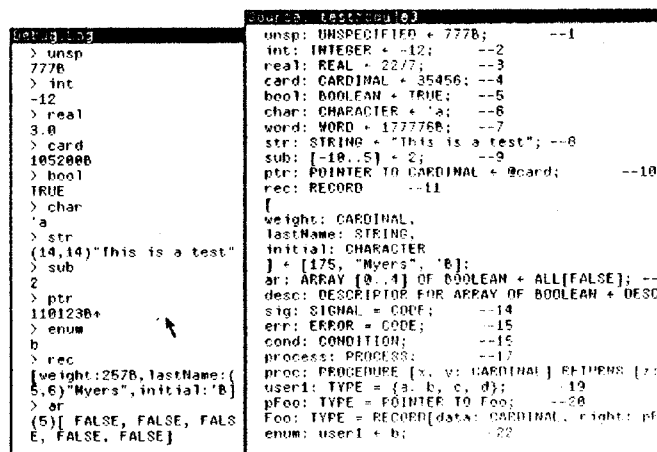 Debug.log
> unsp
777B
> int
-12
> real
3.0
> card
105200B
> bool
TRUE
> char
'a
> str
(14,14)"This is a test"
> sub
2
> ptr
110123B↑
> enum
b
> rec
[weight:257B,lastName:(
5,6)"Myers",initial:'B]
> ar
(5)[ FALSE, FALSE, FALS
E, FALSE, FALSE]
unsp: UNSPECIFIED ← 777B; --1
int: INTEGER ← -12; --2
real: REAL ← 22/7; --3
card: CARDINAL ← 35456; --4
bool: BOOLEAN ← TRUE; --5
char: CHARACTER ← 'a; --6
word: WORD ← 177776B; --7
str: STRING ← "This is a test"; --8
sub: [-10..5] ← 2; --9
ptr: POINTER TO CARDINAL ← @card; --10
rec: RECORD --11
[
weight: CARDINAL,
lastName: STRING,
initial: CHARACTER
] ← [175, "Myers", 'B];
ar: ARRAY [0..4] OF BOOLEAN ← ALL[FALSE]; --
desc: DESCRIPTOR FOR ARRAY OF BOOLEAN ← DESC
sig: SIGNAL = CODE; --14
err: ERROR = CODE; --15
cond: CONDITION; --16
process: PROCESS; --17
proc: PROCEDURE [x, y: CARDINAL] RETURNS [z:
user1: TYPE = {a, b, c, d}; -19
pFoo: TYPE = POINTER TO Foo; --20
Foo: TYPE = RECORD[data: CARDINAL, right: pF
enum: user1 ← b; --22